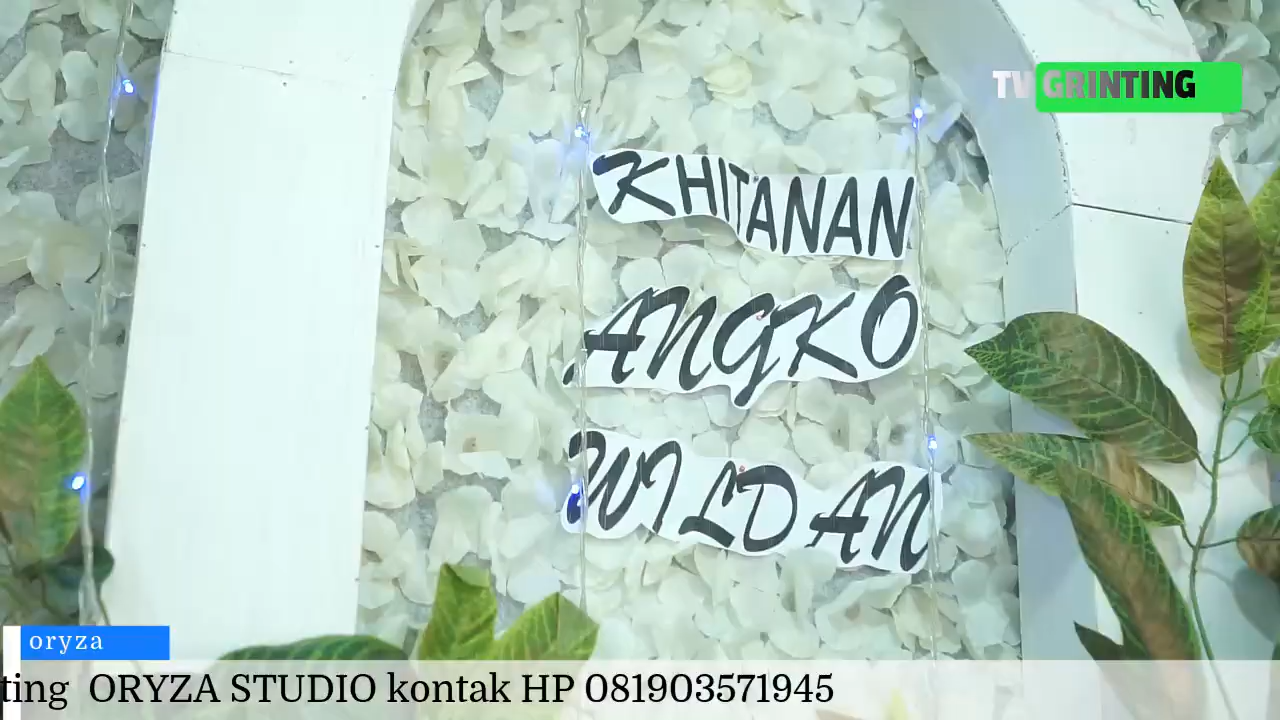 TV GRINTING
KHITANAN
ANGKO
WILDAN
oryza
ting ORYZA STUDIO kontak HP 081903571945